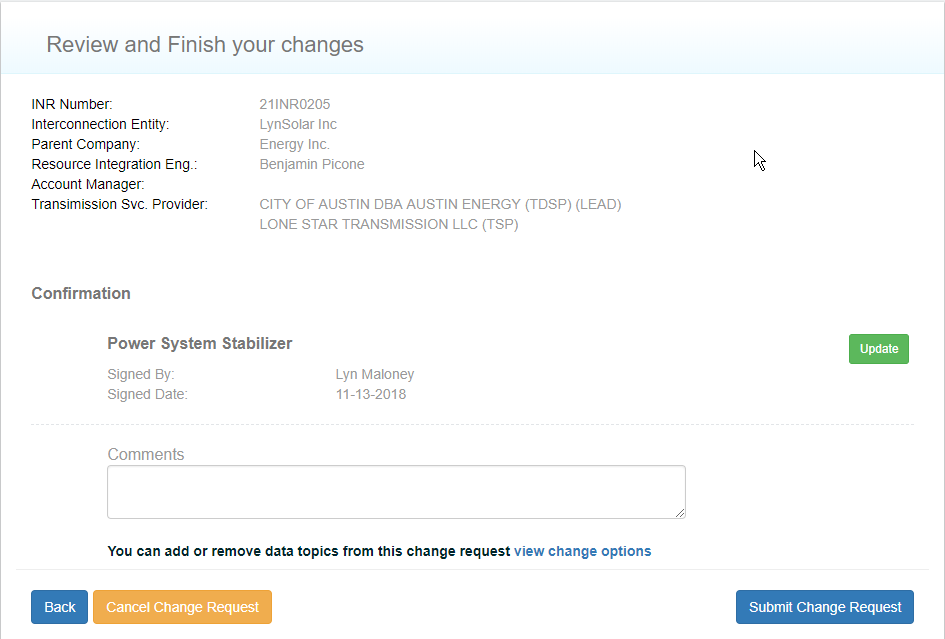 Review and Finish your changes
INR Number: 21INR0205
Interconnection Entity: LynSolar Inc
Parent Company: Energy Inc.
Resource Integration Eng.: Benjamin Picone
Account Manager:
Transimission Svc. Provider: CITY OF AUSTIN DBA AUSTIN ENERGY (TDSP) (LEAD)
LONE STAR TRANSMISSION LLC (TSP)
Confirmation
Power System Stabilizer
Update
Signed By: Lyn Maloney
Signed Date: 11-13-2018
Comments
You can add or remove data topics from this change request view change options
Back Cancel Change Request Submit Change Request